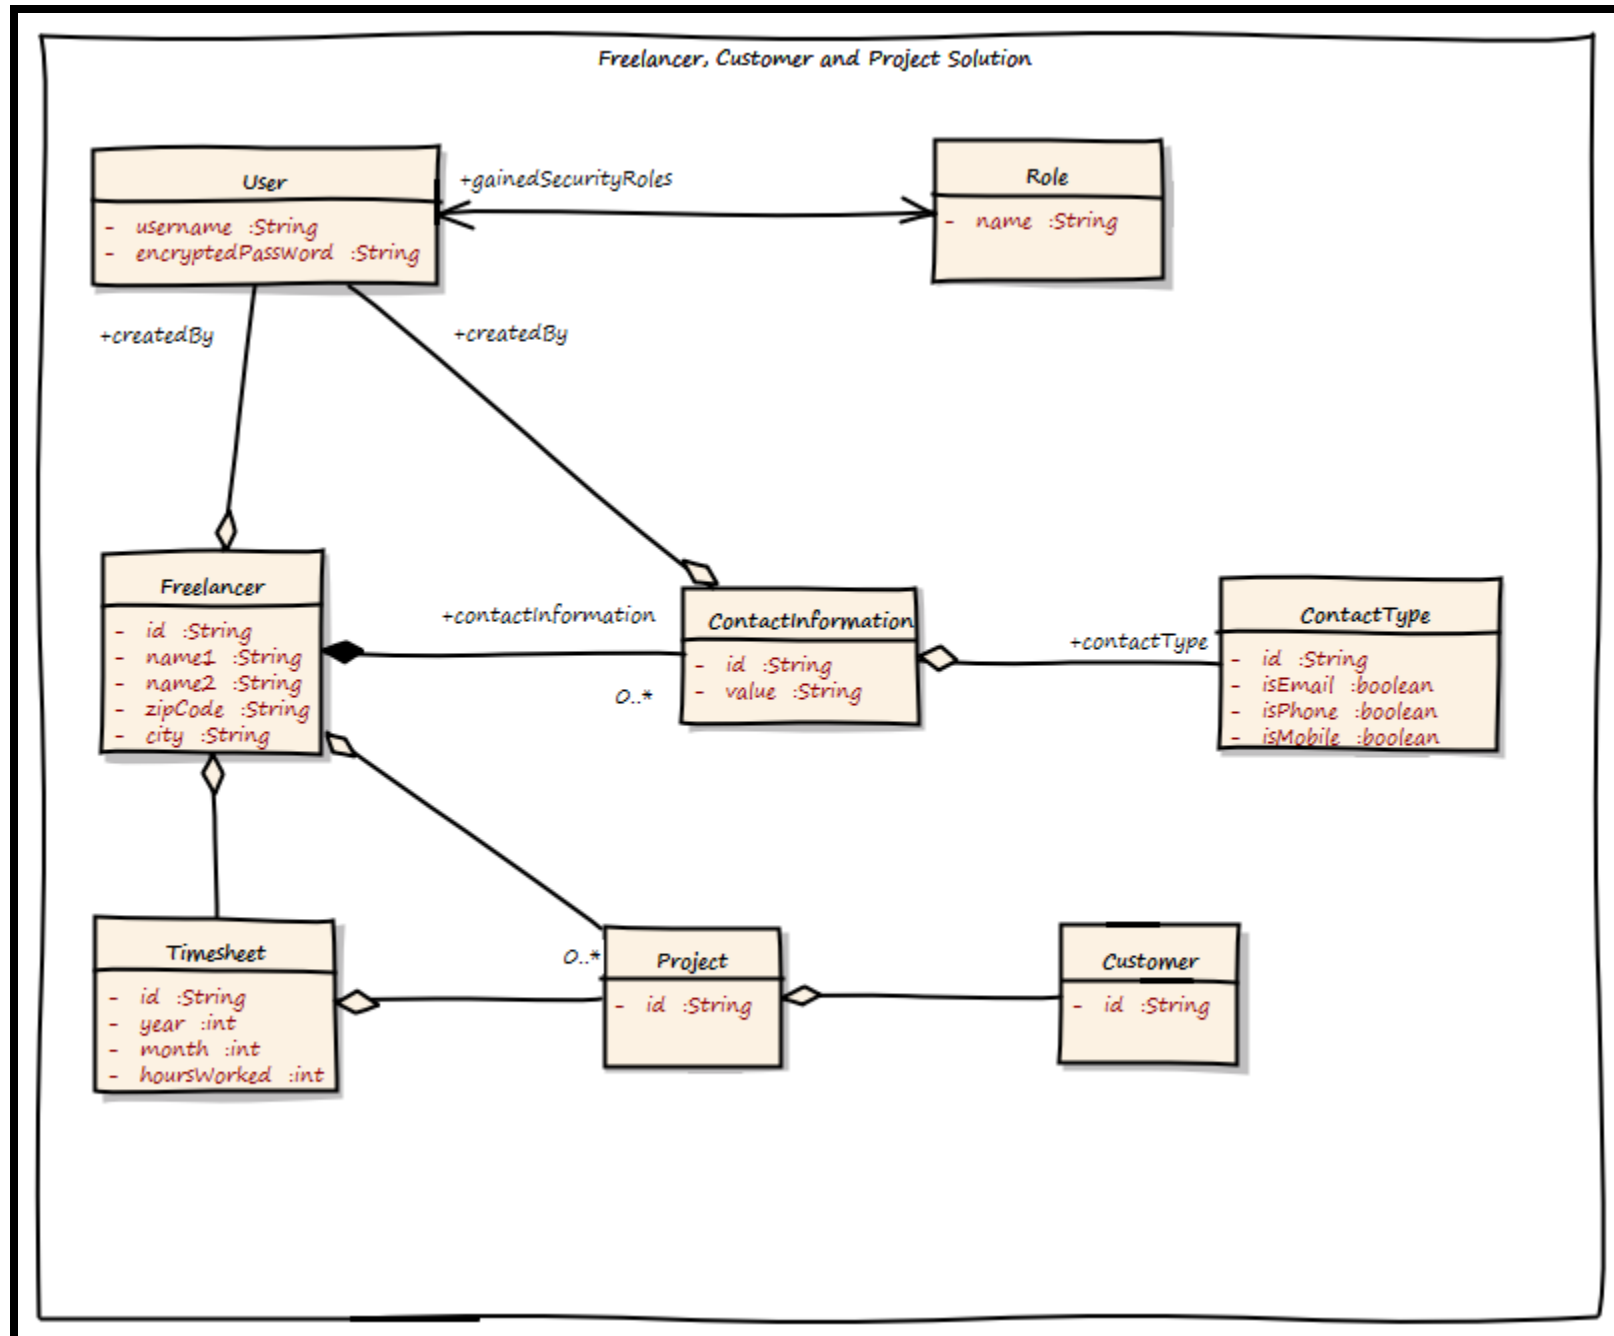 Freelancer, Customer and Project Solution
User
- username :String
- encryptedPassword :String
+gainedSecurityRoles
Role
- name :String
+createdBy
+createdBy
Freelancer
- id :String
- name1 :String
- name2 :String
- zipCode :String
- city :String
+contactInformation
0..*
ContactInformation
- id :String
- value :String
+contactType
ContactType
- id :String
- isEmail :boolean
- isPhone :boolean
- isMobile :boolean
Timesheet
- id :String
- year :int
- month :int
- hoursWorked :int
0..*
Project
- id :String
Customer
- id :String